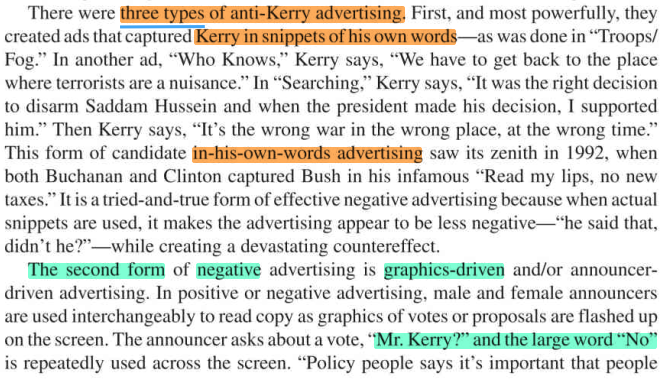 There were three types of anti-Kerry advertising. First, and most powerfully, they
created ads that captured Kerry in snippets of his own words—as was done in “Troops/
Fog.” In another ad, “Who Knows,” Kerry says, “We have to get back to the place
where terrorists are a nuisance.” In “Searching,” Kerry says, “It was the right decision
to disarm Saddam Hussein and when the president made his decision, I supported
him.” Then Kerry says, “It’s the wrong war in the wrong place, at the wrong time.”
This form of candidate in-his-own-words advertising saw its zenith in 1992, when
both Buchanan and Clinton captured Bush in his infamous “Read my lips, no new
taxes.” It is a tried-and-true form of effective negative advertising because when actual
snippets are used, it makes the advertising appear to be less negative—“he said that,
didn’t he?”—while creating a devastating countereffect.
The second form of negative advertising is graphics-driven and/or announcer-
driven advertising. In positive or negative advertising, male and female announcers
are used interchangeably to read copy as graphics of votes or proposals are flashed up
on the screen. The announcer asks about a vote, “Mr. Kerry?” and the large word “No”
is repeatedly used across the screen. “Policy people says it’s important that people